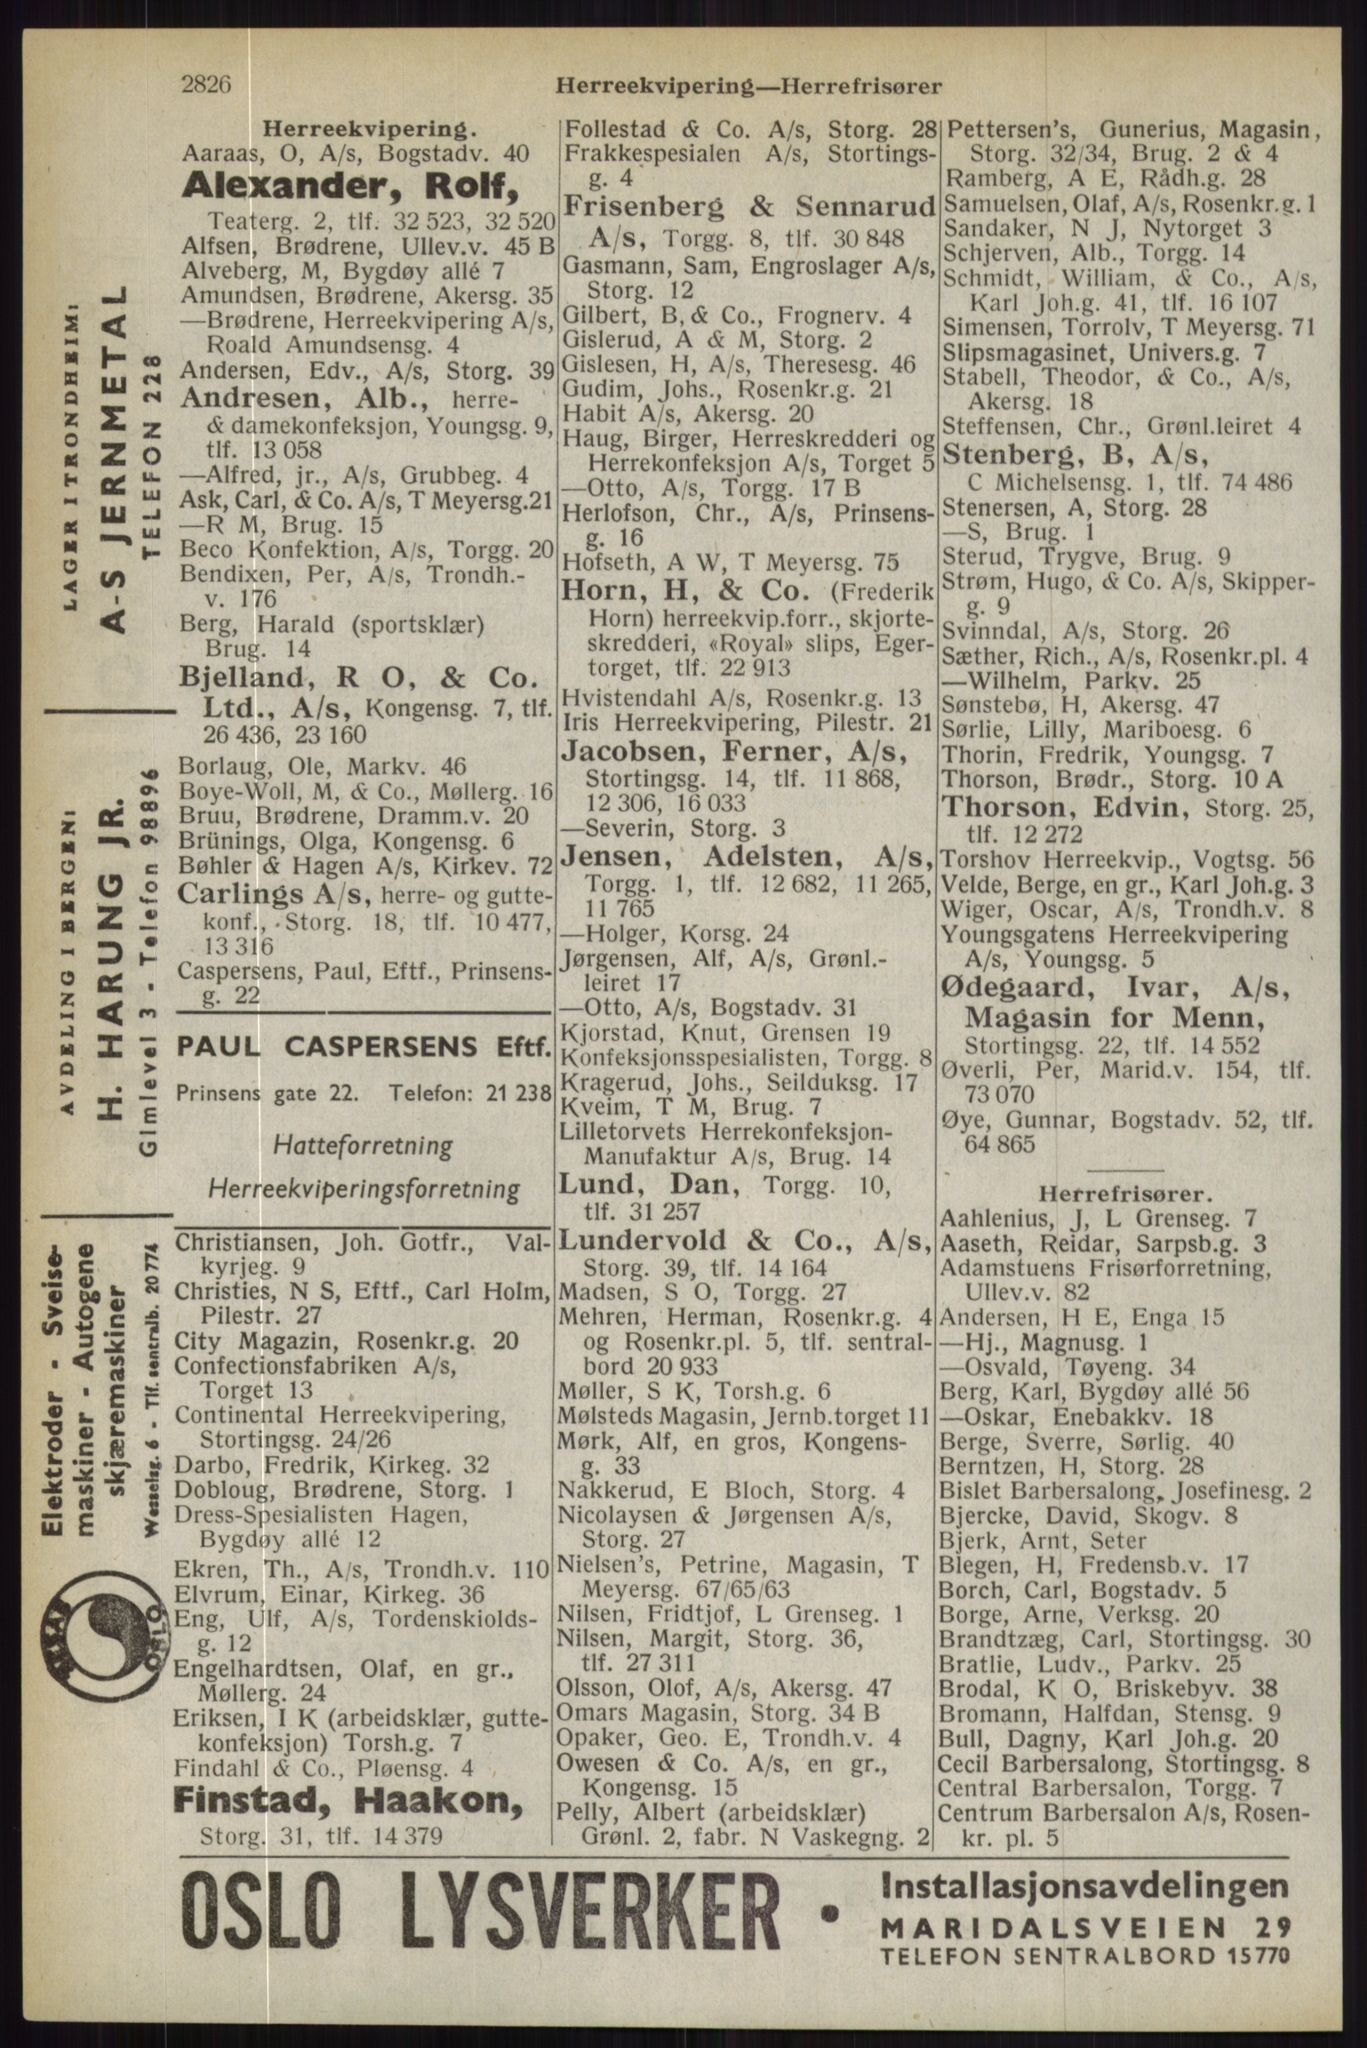 2826
Herreekvipering—Herrefrisører
Herreekvipering.
Aaraas, O, A/s, Bogstadv. 40
Alexander, Rolf,
Teaterg. 2, tlf. 32 523, 32 520
Alfsen, Brødrene, Ullev.v. 45 B
Alveberg, M, Bygdøy allé 7
Amundsen, Brødrene, Akersg. 35
—Brødrene, Herreekvipering A/s,
Roald Amundsensg. 4
Andersen, Edv., A/s, Storg. 39
Andresen, Alb., herre-
& damekonfeksjon, Youngsg. 9,
tlf. 13 058
—Alfred, jr., A/s, Grubbeg. 4
Ask, Carl, & Co. A/s, T Meyersg.21
—R M, Brug. 15
Beco Konfektion, A/s, Torgg. 20
Bendixen, Per, A/s, Trondh.-
v. 176
Berg, Harald (sportsklær)
Brug. 14
Bjelland, R O, & Co.
Ltd., A/s, Kongensg. 7, tlf.
26 436, 23 160
Borlaug, Ole, Markv. 46
Boye-Woll, M, & Co., Møllerg. 16
Bruu, Brødrene, Dramm.v. 20
Brünings, Olga, Kongensg. 6
Bøhler & Hagen A/s, Kirkev. 72
Carlings A/s, herre- og gutte-
konf., Storg. 18, tlf. 10 477,
13 316
Caspersens, Paul, Eftf., Prinsens-
g. 22
PAUL CASPERSENS Eftf.
Prinsens gate 22. Telefon: 21 238
Hatteforretning
Herreekviperingsforretning
Christiansen, Joh. Gotfr., Val-
kyrjeg. 9
Christies, N S, Eftf., Carl Holm,
Pilestr. 27
City Magazin, Rosenkr.g. 20
Confectionsfabriken A/s,
Torget 13
Continental Herreekvipering,
Stortingsg. 24/26
Darbo, Fredrik, Kirkeg. 32
Dobloug, Brødrene, Storg. 1
Dress-Spesialisten Hagen,
Bygdøy allé 12
Ekren, Th., A/s, Trondh.v. 110
Elvrum, Einar, Kirkeg. 36
Eng, Ulf, A/s, Tordenskiolds-
g. 12
Engelhardtsen, Olaf, en gr.,
Møllerg. 24
Eriksen, I K (arbeidsklær, gutte-
konfeksjon) Torsh.g. 7
Findahl & Co., Pløensg. 4
Finstad, Haakon,
Storg. 31, tlf. 14 379
Follestad & Co. A/s, Storg. 28
Frakkespesialen A/s, Stortings-
g. 4
Frisenberg & Sennarud
A/s, Torgg. 8, tlf. 30 848
Gasmann, Sam, Engroslager A/s,
Storg. 12
Gilbert, B, & Co., Frognerv. 4
Gislerud, A & M, Storg. 2
Gislesen, H, A/s, Theresesg. 46
Gudim, Johs., Rosenkr.g. 21
Habit A/s, Akersg. 20
Haug, Birger, Herreskredderi og
Herrekonfeksjon A/s, Torget 5
—Otto, A/s, Torgg. 17 B
Herlofson, Chr., A/s, Prinsens-
g. 16
Hofseth, A W, T Meyersg. 75
Horn, H, & Co. (Frederik
Horn) herreekvip.forr., skjorte-
skredderi, «Royal» slips, Eger-
torget, tlf. 22 913
Hvistendahl A/s, Rosenkr.g. 13
Iris Herreekvipering, Pilestr. 21
Jacobsen, Ferner, A/s,
Stortingsg. 14, tlf. 11 868,
12 306, 16 033
—Severin, Storg. 3
Jensen, Adelsten, A/s,
Torgg. 1, tlf. 12 682, 11 265,
11 765
—Holger, Korsg. 24
Jørgensen, Alf, A/s, Grønl.-
leiret 17
—Otto, A/s, Bogstadv. 31
Kjorstad, Knut, Grensen 19
Konfeksjonsspesialisten, Torgg. 8
Kragerud, Johs., Seilduksg. 17
Kveim, T M, Brug. 7
Lilletorvets Herrekonfeksjon-
Manufaktur A/s, Brug. 14
Lund, Dan, Torgg. 10,
tlf. 31 257
Lundervold & Co., A/s,
Storg. 39, tlf. 14 164
Madsen, S O, Torgg. 27
Mehren, Herman, Rosenkr.g. 4
og Rosenkr.pl. 5, tlf. sentral-
bord 20 933
Møller, S K, Torsh.g. 6
Mølsteds Magasin, Jernb.torget 11
Mørk, Alf, en gros, Kongens-
g. 33
Nakkerud, E Bloch, Storg. 4
Nicolaysen & Jørgensen A/s,
Storg. 27
Nielsen's, Petrine, Magasin, T
Meyersg. 67/65/63
Nilsen, Fridtjof, L Grenseg. 1
Nilsen, Margit, Storg. 36,
tlf. 27 311
Olsson, Olof, A/s, Akersg. 47
Omars Magasin, Storg. 34 B
Opaker, Geo. E, Trondh.v. 4
Owesen & Co. A/s, en gr.,
Kongensg. 15
Pelly, Albert (arbeidsklær)
Grønl. 2, fabr. N Vaskegng. 2
Pettersen's, Gunerius, Magasin,
Storg. 32/34, Brug. 2 & 4
Ramberg, A E, Rådh.g. 28
Samuelsen, Olaf, A/s, Rosenkr.g. 1
Sandaker, N J, Nytorget 3
Schjerven, Alb., Torgg. 14
Schmidt, William, & Co., A/s,
Karl Joh.g. 41, tlf. 16 107
Simensen, Torrolv, T Meyersg. 71
Slipsmagasinet, Univers.g. 7
Stabell, Theodor, & Co., A/s,
Akersg. 18
Steffensen, Chr., Grønl.leiret 4
Stenberg, B, A/s,
C Michelsensg. 1, tlf. 74 486
Stenersen, A, Storg. 28
—S, Brug. 1
Sterud, Trygve, Brug. 9
Strøm, Hugo, & Co. A/s, Skipper-
g. 9
Svinndal, A/s, Storg. 26
Sæther, Rich., A/s, Rosenkr.pl. 4
—Wilhelm, Parkv. 25
Sønstebø, H, Akersg. 47
Sørlie, Lilly, Mariboesg. 6
Thorin, Fredrik, Youngsg. 7
Thorson, Brødr., Storg. 10 A
Thorson, Edvin, Storg. 25,
tlf. 12 272
Torshov Herreekvip., Vogtsg. 56
Velde, Berge, en gr., Karl Joh.g. 3
Wiger, Oscar, A/s, Trondh.v. 8
Youngsgatens Herreekvipering
A/s, Youngsg. 5
Ødegaard, Ivar, A/s,
Magasin for Menn,
Stortingsg. 22, tlf. 14 552
Øverli, Per, Marid.v. 154, tlf.
73 070
Øye, Gunnar, Bogstadv. 52, tlf.
64 865
Herrefrisører.
Aahlenius, J, L Grenseg. 7
Aaseth, Reidar, Sarpsb.g. 3
Adamstuens Frisørforretning,
Ullev.v. 82
Andersen, H E, Enga 15
—Hj., Magnusg. 1
—Osvald, Tøyeng. 34
Berg, Karl, Bygdøy allé 56
—Oskar, Enebakkv. 18
Berge, Sverre, Sørlig. 40
Berntzen, H, Storg. 28
Bislet Barbersalong, Josefinesg. 2
Bjercke, David, Skogv. 8
Bjerk, Arnt, Seter
Blegen, H, Fredensb.v. 17
Borch, Carl, Bogstadv. 5
Borge, Arne, Verksg. 20
Brandtzæg, Carl, Stortingsg. 30
Bratlie, Ludv., Parkv. 25
Brodal, K O, Briskebyv. 38
Bromann, Halfdan, Stensg. 9
Bull, Dagny, Karl Joh.g. 20
Cecil Barbersalong, Stortingsg. 8
Central Barbersalon, Torgg. 7
Centrum Barbersalon A/s, Rosen-
kr. pl. 5
LAGER I TRONDHEIM:
A-S JERNMETAL
TELEFON 228
AVDELING I BERGEN:
H. HARUNG JR.
Gimlevei 3 - Telefon 98896
Elektroder - Sveise-
maskiner - Autogene
skjæremaskiner
Wesselsg. 6 - Tlf. sentralb. 20774
OSLO
OSLO LYSVERKER •
Installasjonsavdelingen
MARIDALSVEIEN 29
TELEFON SENTRALBORD 15770